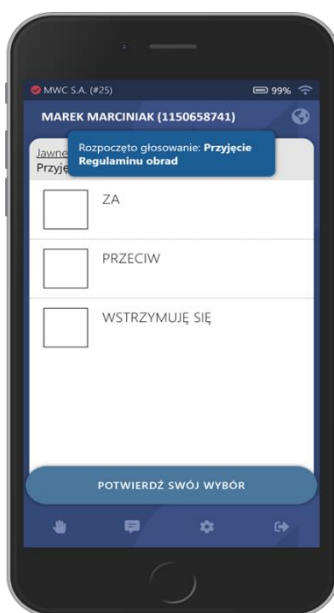 MWC S.A. (#25)
99%
MAREK MARCINIAK (1150658741)
Rozpoczęto głosowanie: Przyjęcie
Regulaminu obrad
Jawne
ZA
PRZECIW
WSTRZYMUJĘ SIĘ
POTWIERDŹ SWÓJ WYBÓR